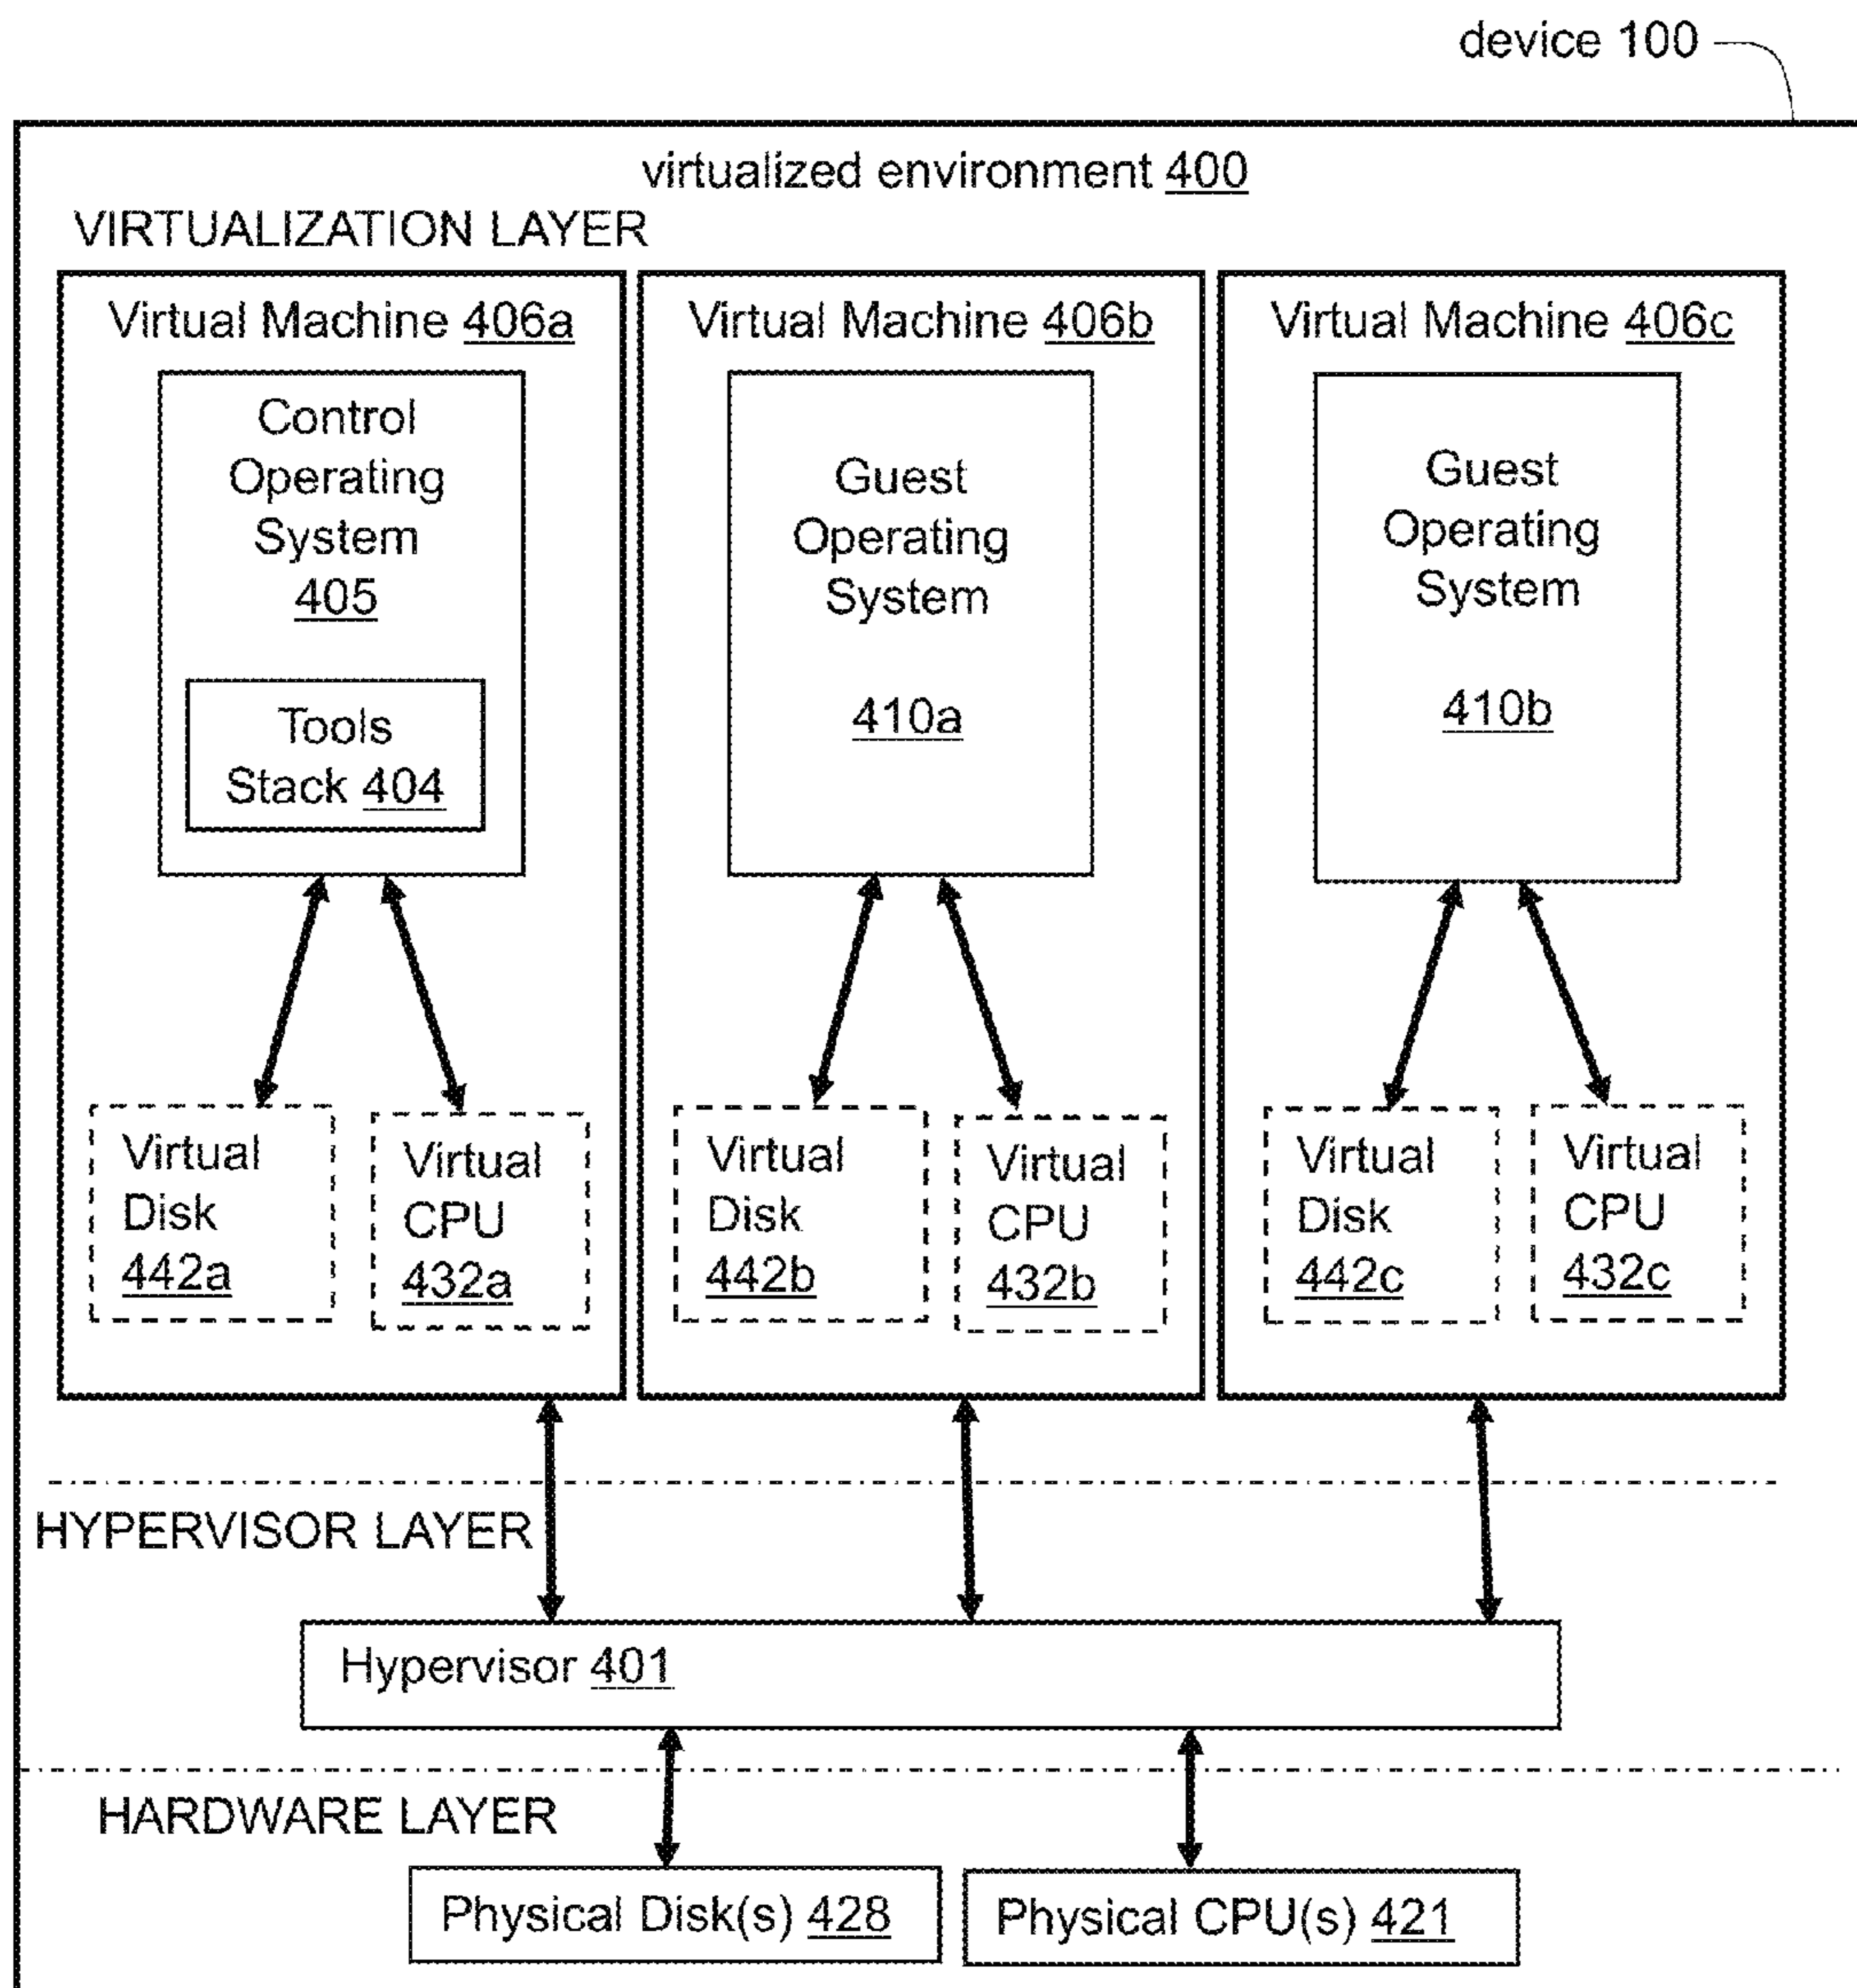 device 100
virtualized environment 400
VIRTUALIZATION LAYER
Virtual Machine 406a
Control
Operating
System
405
Tools
Stack 404
Virtual
Disk
442a
Virtual
CPU
432a
Virtual Machine 406b
Guest
Operating
System
410a
Virtual
Disk
442b
Virtual
CPU
432b
Virtual Machine 406c
Guest
Operating
System
410b
Virtual
Disk
442c
Virtual
CPU
432c
HYPERVISOR LAYER
Hypervisor 401
HARDWARE LAYER
Physical Disk(s) 428
Physical CPU(s) 421